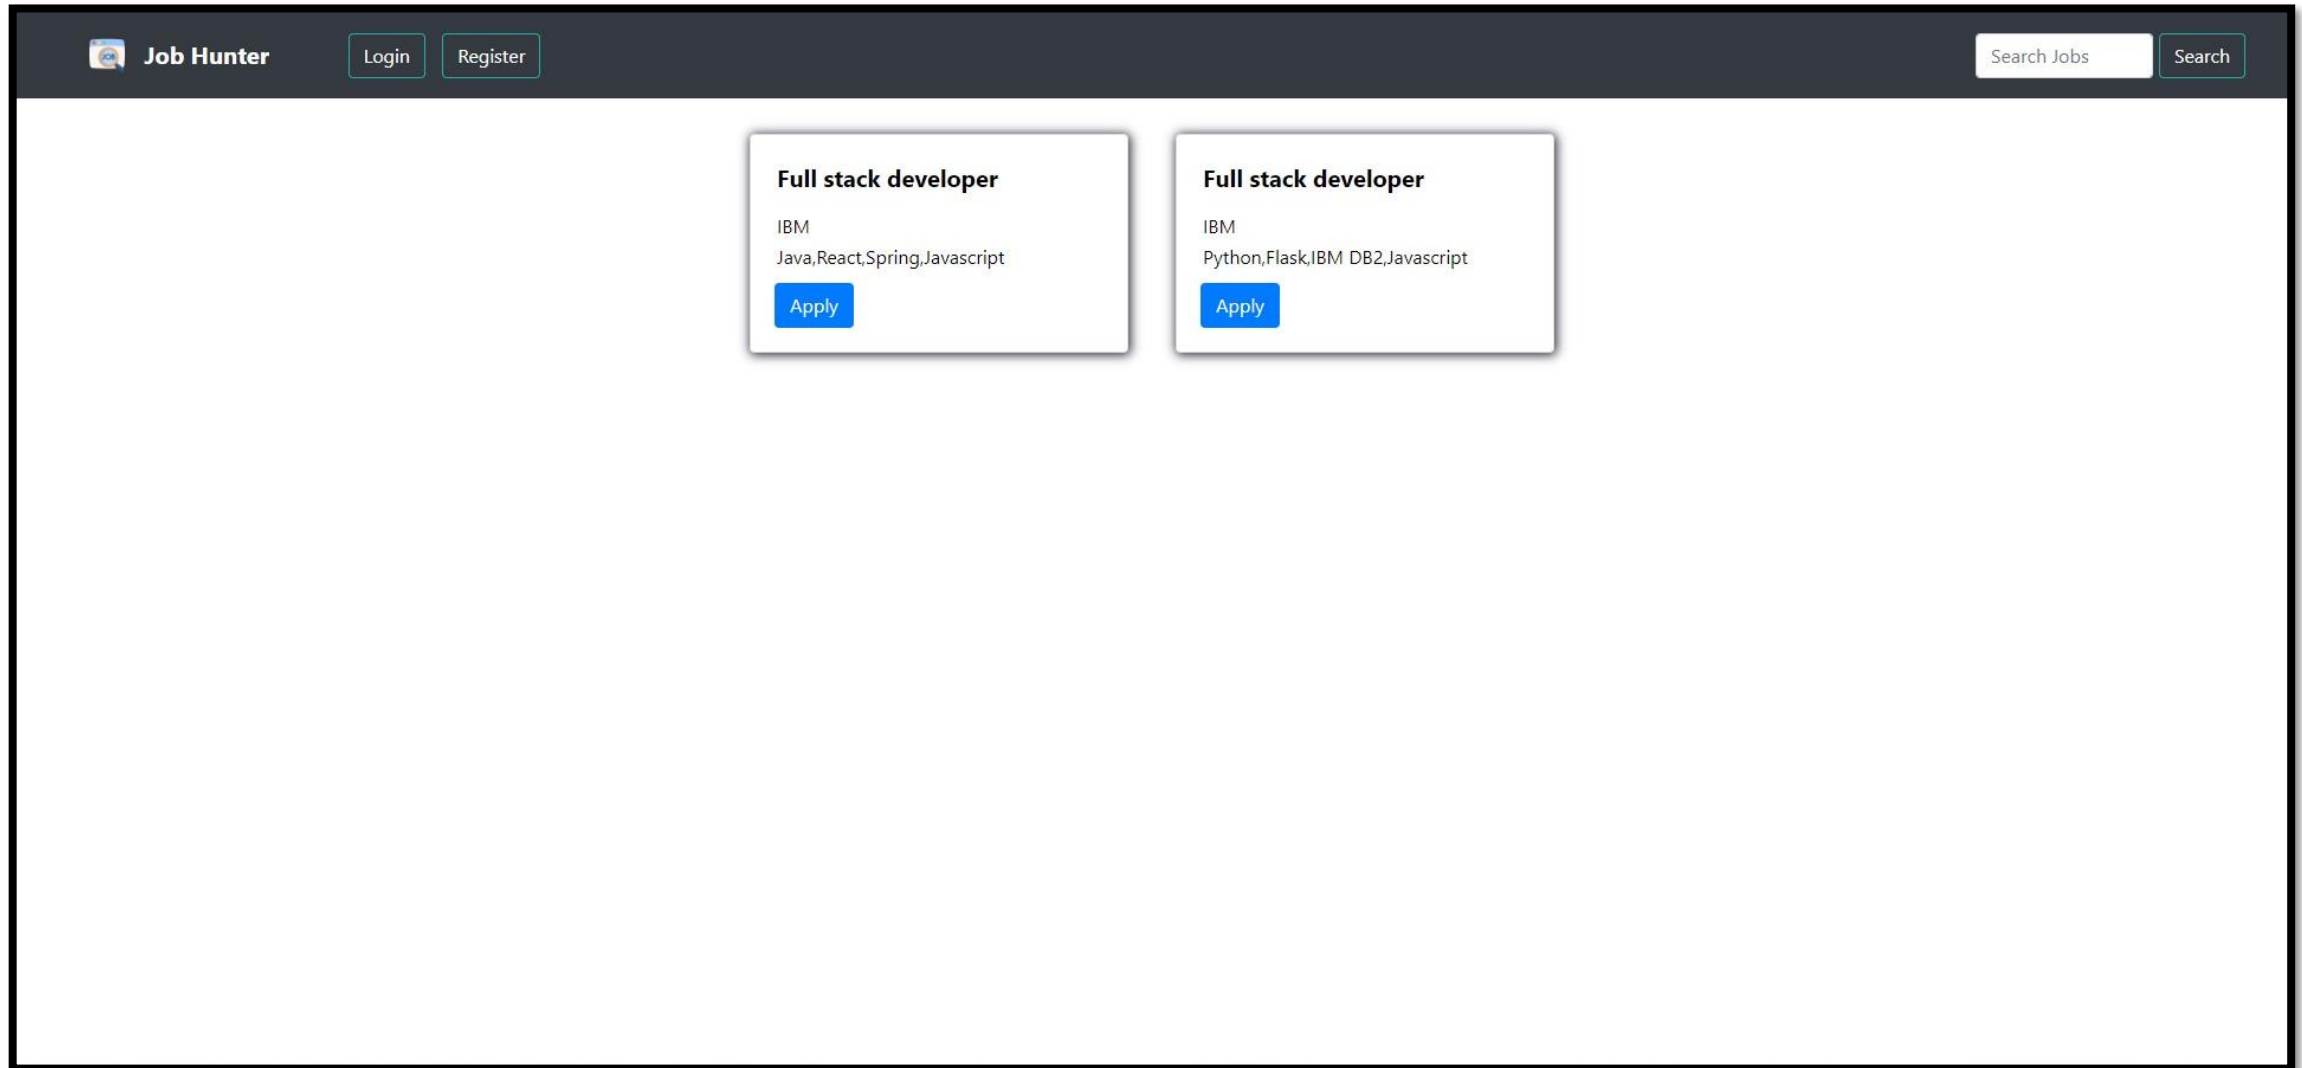 Job Hunter
Login
Register
Search Jobs
Search
Full stack developer
IBM
Java,React,Spring,Javascript
Apply
Full stack developer
IBM
Python,Flask,IBM DB2,Javascript
Apply